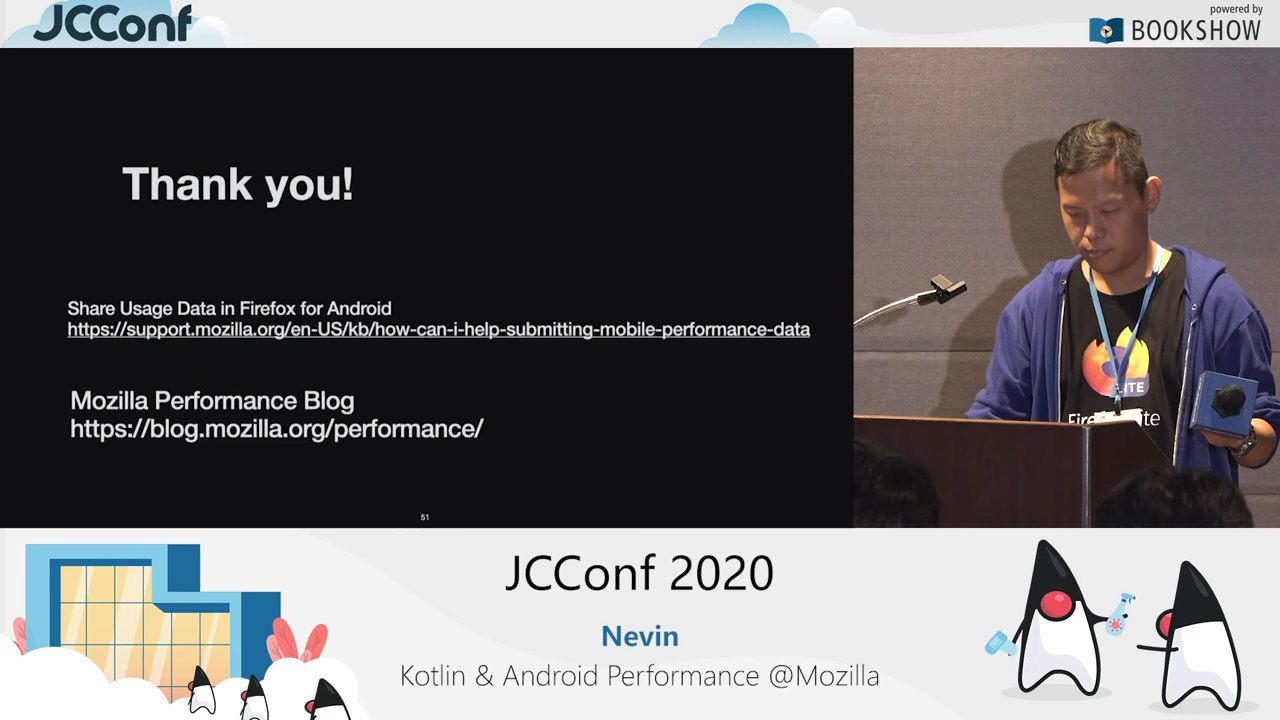 JCConf
powered by
BOOKSHOW
Thank you!
Share Usage Data in Firefox for Android
https://support.mozilla.org/en-US/kb/how-can-i-help-submitting-mobile-performance-data
Mozilla Performance Blog
https://blog.mozilla.org/performance/
51
LITE
JCConf 2020
Nevin
Kotlin & Android Performance @Mozilla